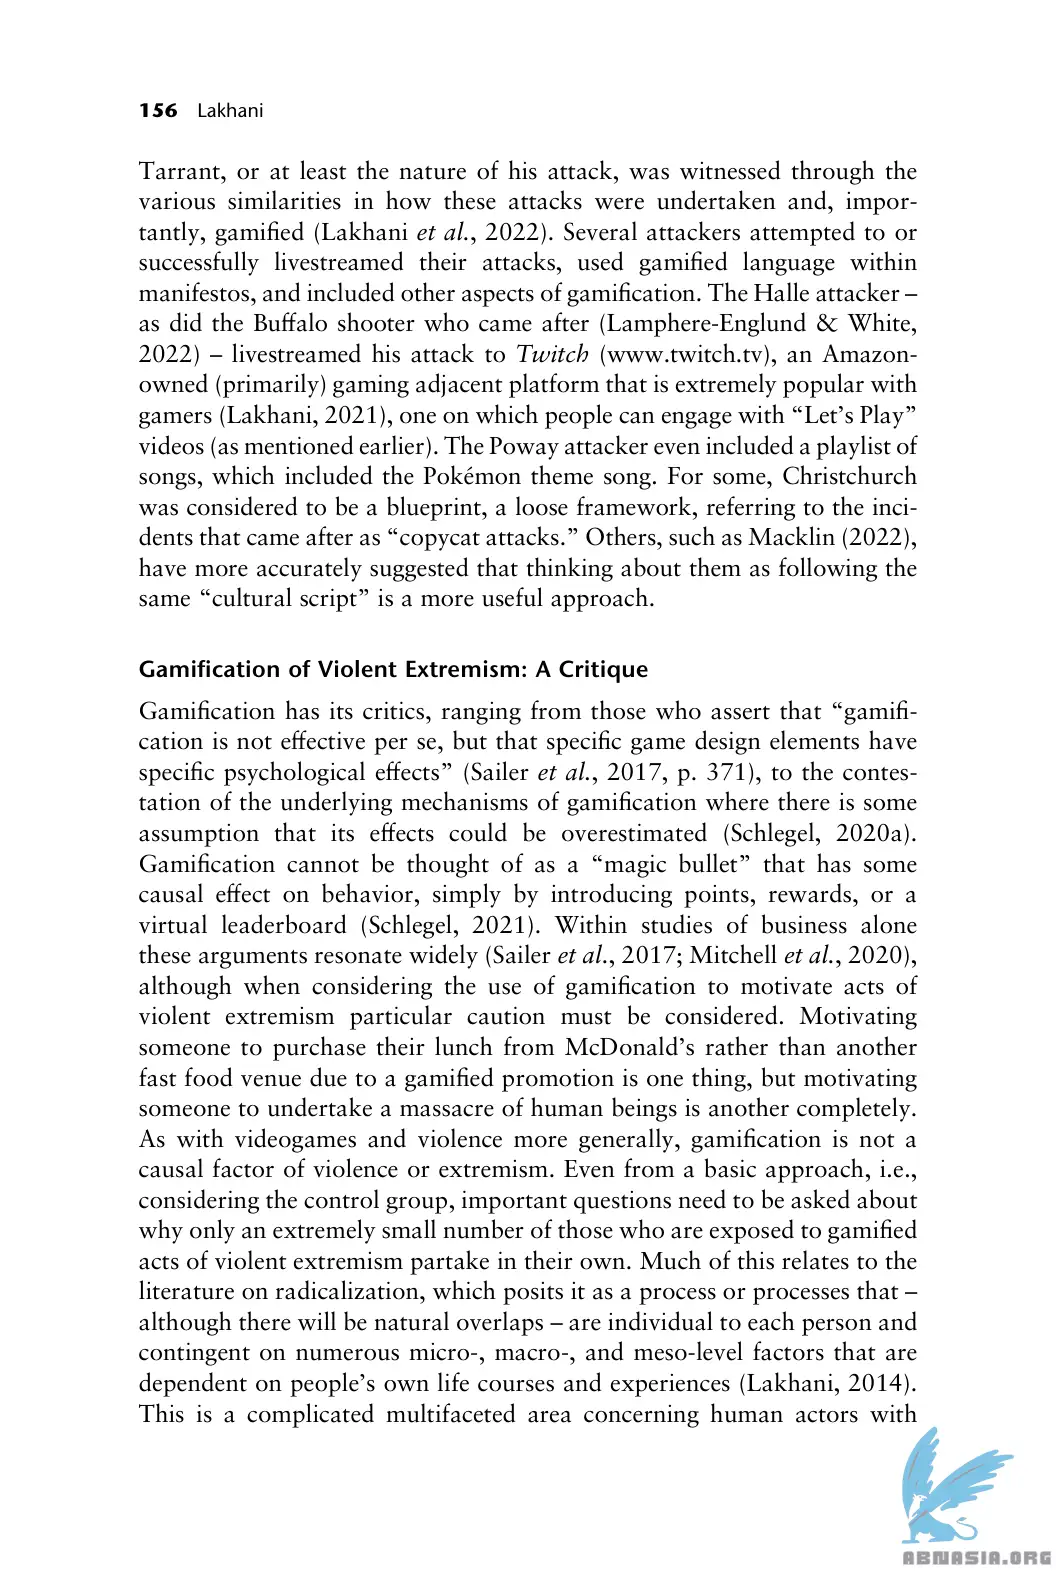 156 Lakhani
Tarrant, or at least the nature of his attack, was witnessed through the
various similarities in how these attacks were undertaken and, impor-
tantly, gamified (Lakhani et al., 2022). Several attackers attempted to or
successfully livestreamed their attacks, used gamified language within
manifestos, and included other aspects of gamification. The Halle attacker –
as did the Buffalo shooter who came after (Lamphere-Englund & White,
2022) – livestreamed his attack to Twitch (www.twitch.tv), an Amazon-
owned (primarily) gaming adjacent platform that is extremely popular with
gamers (Lakhani, 2021), one on which people can engage with “Let’s Play”
videos (as mentioned earlier). The Poway attacker even included a playlist of
songs, which included the Pokémon theme song. For some, Christchurch
was considered to be a blueprint, a loose framework, referring to the inci-
dents that came after as “copycat attacks.” Others, such as Macklin (2022),
have more accurately suggested that thinking about them as following the
same “cultural script” is a more useful approach.
Gamification of Violent Extremism: A Critique
Gamification has its critics, ranging from those who assert that “gamifi-
cation is not effective per se, but that specific game design elements have
specific psychological effects” (Sailer et al., 2017, p. 371), to the contes-
tation of the underlying mechanisms of gamification where there is some
assumption that its effects could be overestimated (Schlegel, 2020a).
Gamification cannot be thought of as a “magic bullet” that has some
causal effect on behavior, simply by introducing points, rewards, or a
virtual leaderboard (Schlegel, 2021). Within studies of business alone
these arguments resonate widely (Sailer et al., 2017; Mitchell et al., 2020),
although when considering the use of gamification to motivate acts of
violent extremism particular caution must be considered. Motivating
someone to purchase their lunch from McDonald’s rather than another
fast food venue due to a gamified promotion is one thing, but motivating
someone to undertake a massacre of human beings is another completely.
As with videogames and violence more generally, gamification is not a
causal factor of violence or extremism. Even from a basic approach, i.e.,
considering the control group, important questions need to be asked about
why only an extremely small number of those who are exposed to gamified
acts of violent extremism partake in their own. Much of this relates to the
literature on radicalization, which posits it as a process or processes that –
although there will be natural overlaps – are individual to each person and
contingent on numerous micro-, macro-, and meso-level factors that are
dependent on people’s own life courses and experiences (Lakhani, 2014).
This is a complicated multifaceted area concerning human actors with
ABNASIA.ORG